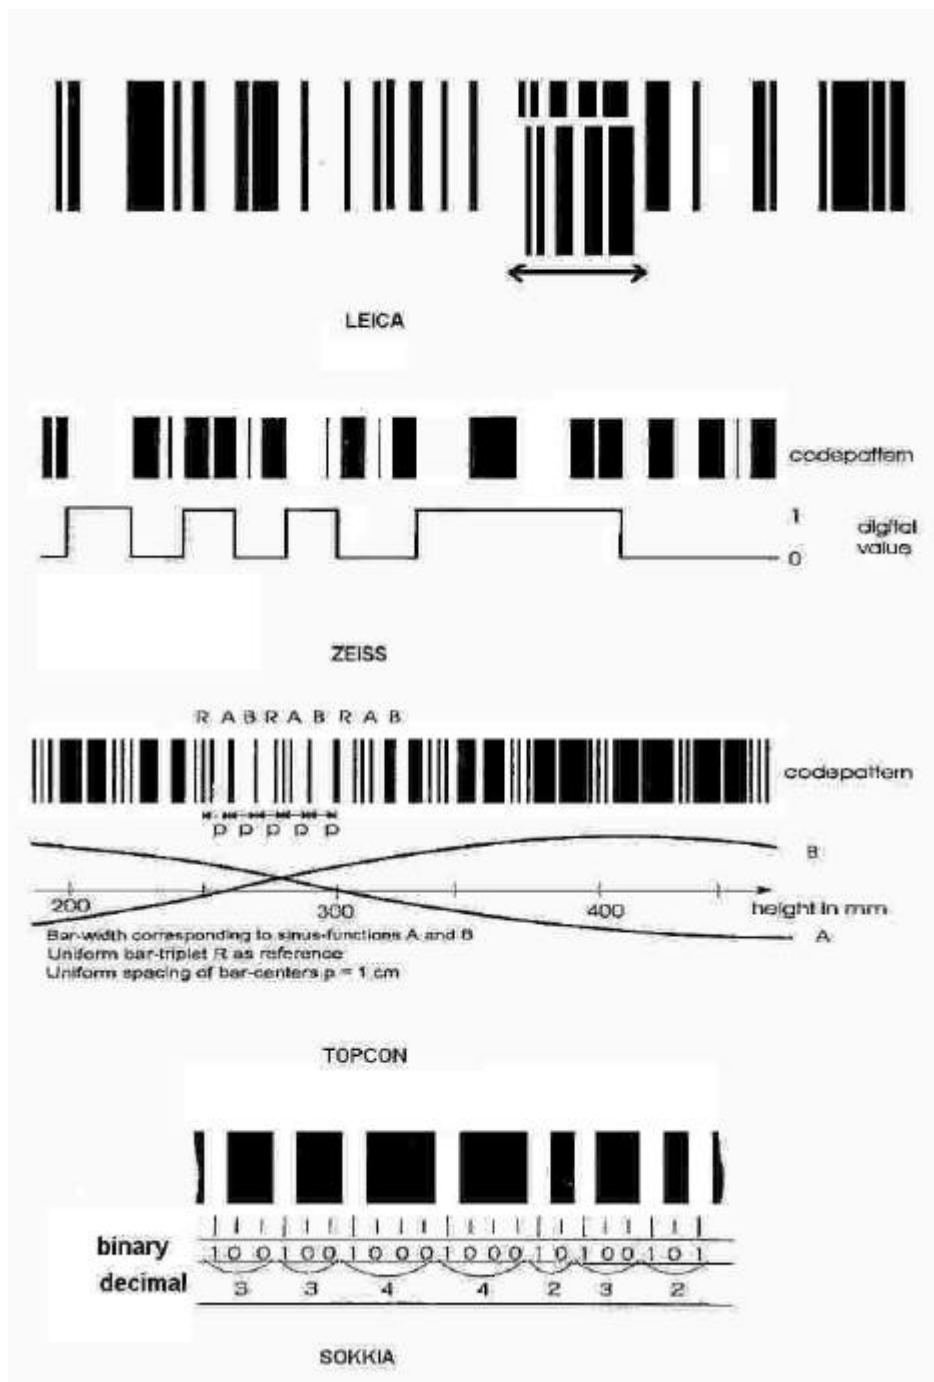 LEICA
codepattern
1
digital
value
0
ZEISS
R A B R A B R A B
codepattern
p p p p p
B
200 300 400 height in mm
A
Bar-width corresponding to sinus-functions A and B
Uniform bar-triplet R as reference
Uniform spacing of bar-centers p = 1 cm
TOPCON
binary 1 0 0 1 0 0 1 0 0 0 1 0 0 0 1 0 1 0 0 1 0 1
decimal 3 3 4 4 2 3 2
SOKKIA